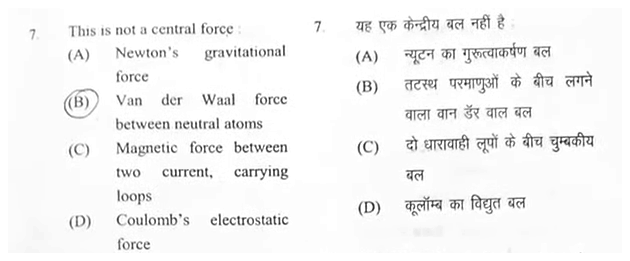 7. This is not a central force :
(A) Newton's gravitational
force
(B) Van der Waal force
between neutral atoms
(C) Magnetic force between
two current, carrying
loops
(D) Coulomb's electrostatic
force
7. यह एक केन्द्रीय बल नहीं है :
(A) न्यूटन का गुरूत्वाकर्षण बल
(B) तटस्थ परमाणुओं के बीच लगने
वाला वान डॅर वाल बल
(C) दो धारावाही लूपों के बीच चुम्बकीय
बल
(D) कूलॉम्ब का विद्युत बल